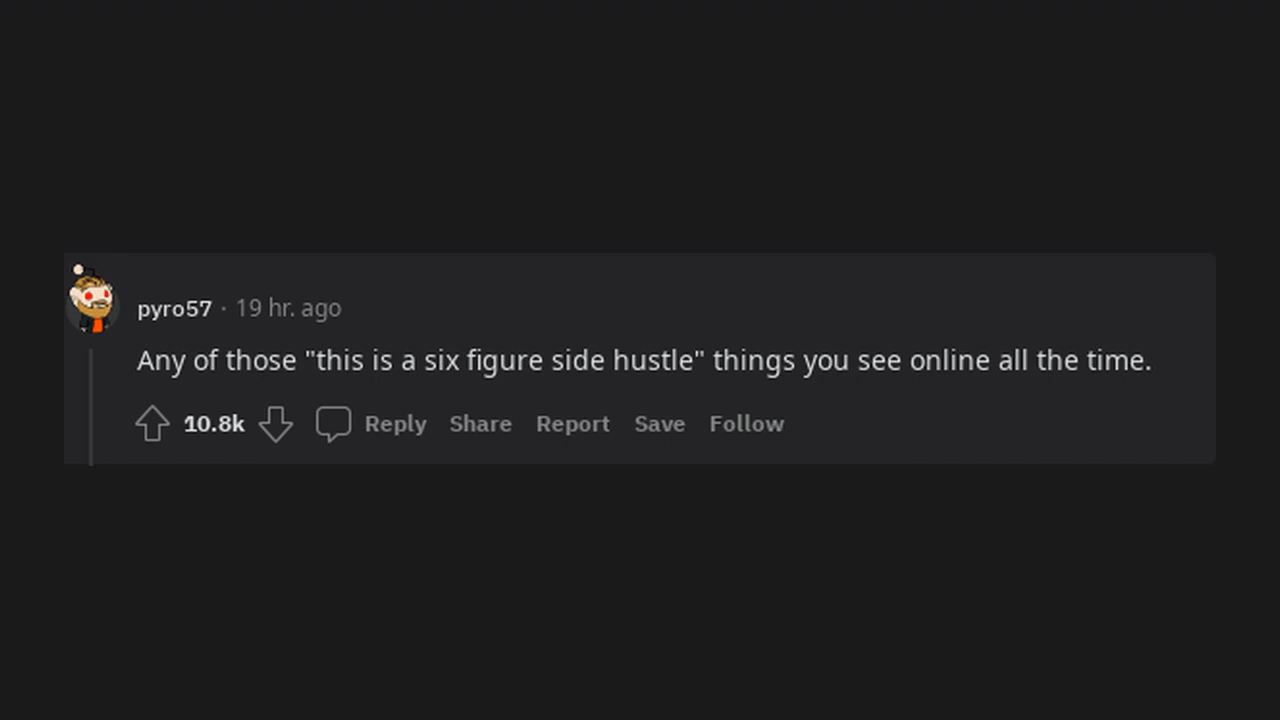 pyro57 · 19 hr. ago
Any of those "this is a six figure side hustle" things you see online all the time.
10.8k Reply Share Report Save Follow